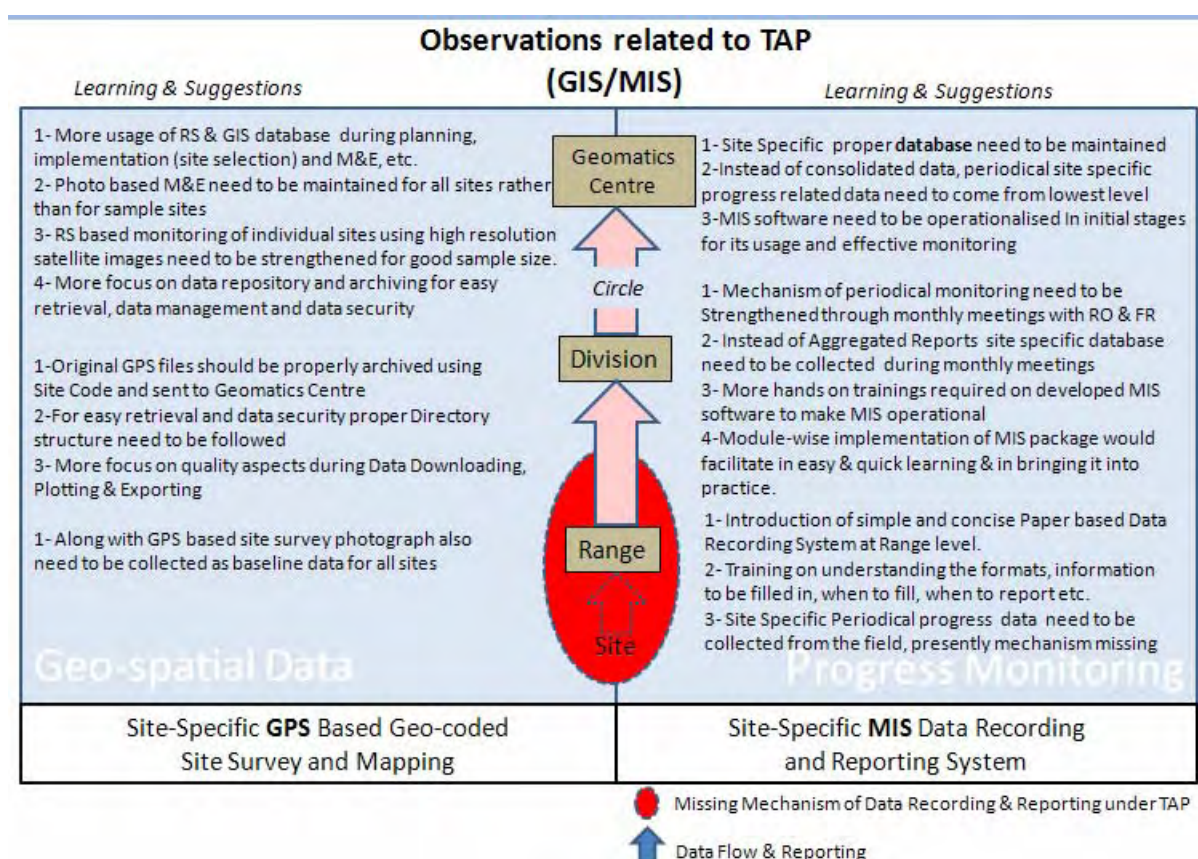 Observations related to TAP
(GIS/MIS)
Learning & Suggestions
1- More usage of RS & GIS database during planning,
implementation (site selection) and M&E, etc.
2- Photo based M&E need to be maintained for all sites rather
than for sample sites
3- RS based monitoring of individual sites using high resolution
satellite images need to be strengthened for good sample size.
4- More focus on data repository and archiving for easy
retrieval, data management and data security
1-Original GPS files should be properly archived using
Site Code and sent to Geomatics Centre
2-For easy retrieval and data security proper Directory
structure need to be followed
3- More focus on quality aspects during Data Downloading,
Plotting & Exporting
1- Along with GPS based site survey photograph also
need to be collected as baseline data for all sites
Geo-spatial Data
Geomatics
Centre
Circle
Division
Range
Site
Learning & Suggestions
1- Site Specific proper database need to be maintained
2-Instead of consolidated data, periodical site specific
progress related data need to come from lowest level
3-MIS software need to be operationalised In initial stages
for its usage and effective monitoring
1- Mechanism of periodical monitoring need to be
Strengthened through monthly meetings with RO & FR
2- Instead of Aggregated Reports site specific database
need to be collected during monthly meetings
3- More hands on trainings required on developed MIS
software to make MIS operational
4-Module-wise implementation of MIS package would
facilitate in easy & quick learning & in bringing it into
practice.
1- Introduction of simple and concise Paper based Data
Recording System at Range level.
2- Training on understanding the formats, information
to be filled in, when to fill, when to report etc.
3- Site Specific Periodical progress data need to be
collected from the field, presently mechanism missing
Progress Monitoring
Site-Specific GPS Based Geo-coded
Site Survey and Mapping
Site-Specific MIS Data Recording
and Reporting System
Missing Mechanism of Data Recording & Reporting under TAP
Data Flow & Reporting